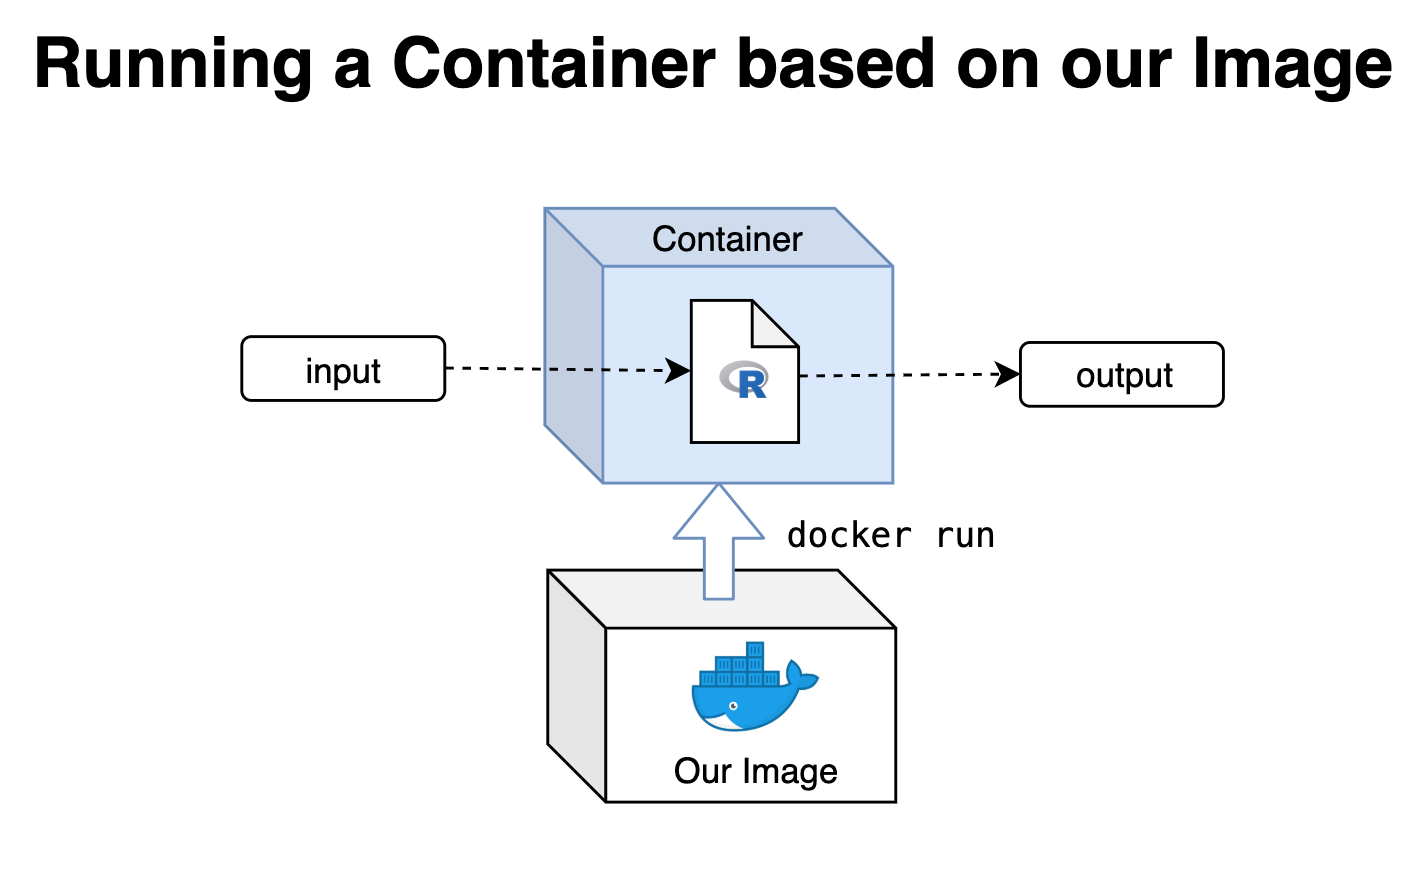 Running a Container based on our Image
Container
input
R
output
docker run
Our Image